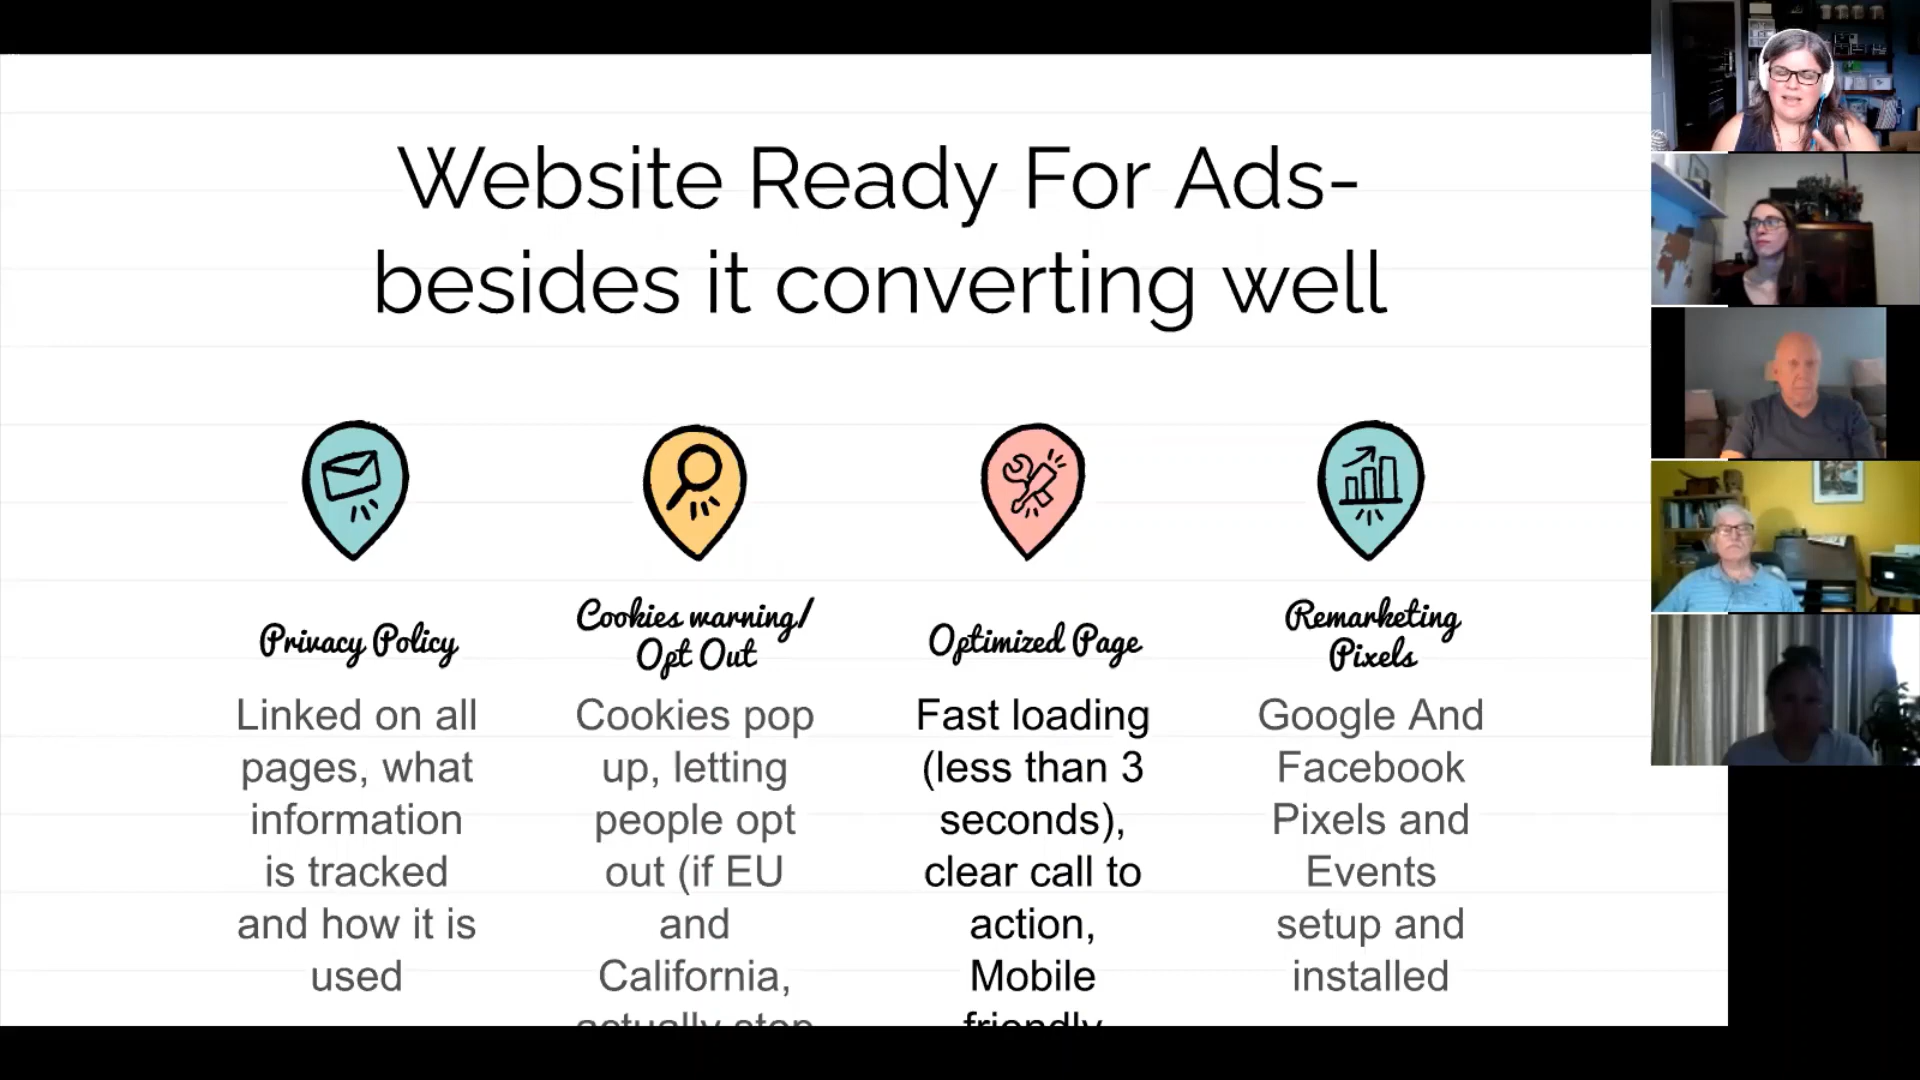 Website Ready For Ads-
besides it converting well
Privacy Policy
Linked on all
pages, what
information
is tracked
and how it is
used
Cookies warning/
Opt Out
Cookies pop
up, letting
people opt
out (if EU
and
California,
actually stop
Optimized Page
Fast loading
(less than 3
seconds),
clear call to
action,
Mobile
friendly
Remarketing
Pixels
Google And
Facebook
Pixels and
Events
setup and
installed